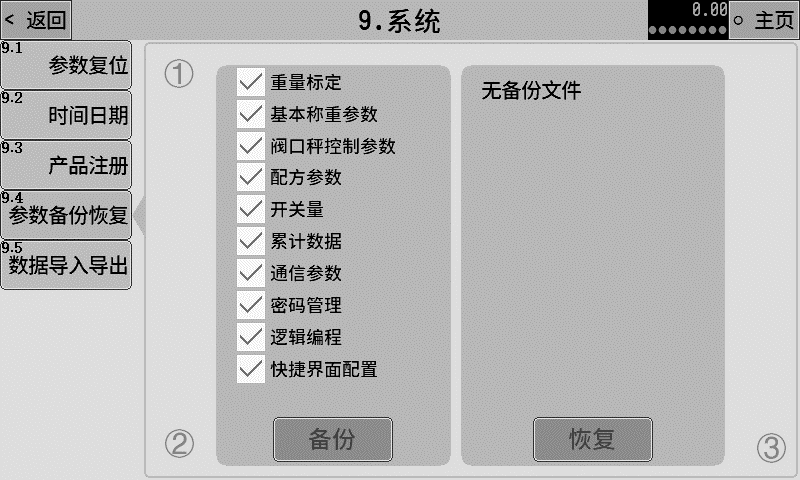 < 返回
9.系统
0.00
主页
9.1
参数复位
9.2
时间日期
9.3
产品注册
9.4
参数备份恢复
9.5
数据导入导出
①
重量标定
基本称重参数
阀口秤控制参数
配方参数
开关量
累计数据
通信参数
密码管理
逻辑编程
快捷界面配置
无备份文件
②
备份
恢复
③